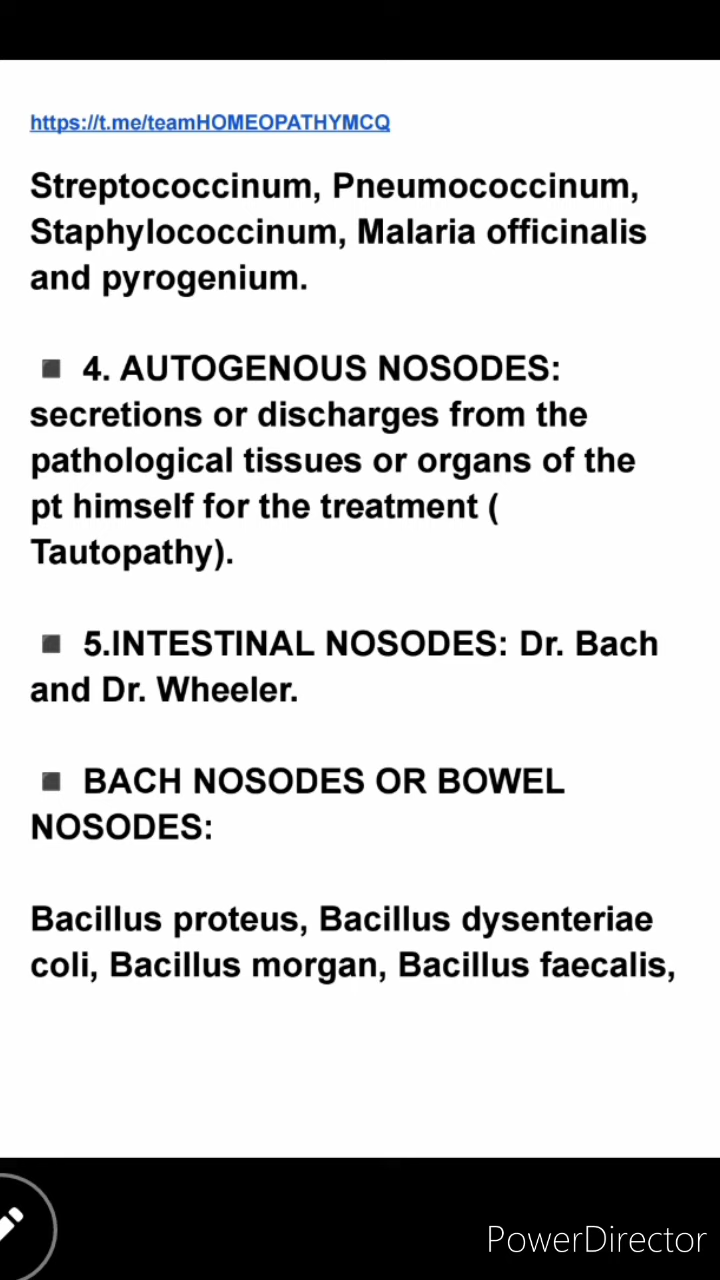 https://t.me/teamHOMEOPATHYMCQ
Streptococcinum, Pneumococcinum,
Staphylococcinum, Malaria officinalis
and pyrogenium.
▪ 4. AUTOGENOUS NOSODES:
secretions or discharges from the
pathological tissues or organs of the
pt himself for the treatment (
Tautopathy).
▪ 5.INTESTINAL NOSODES: Dr. Bach
and Dr. Wheeler.
▪ BACH NOSODES OR BOWEL
NOSODES:
Bacillus proteus, Bacillus dysenteriae
coli, Bacillus morgan, Bacillus faecalis,
PowerDirector